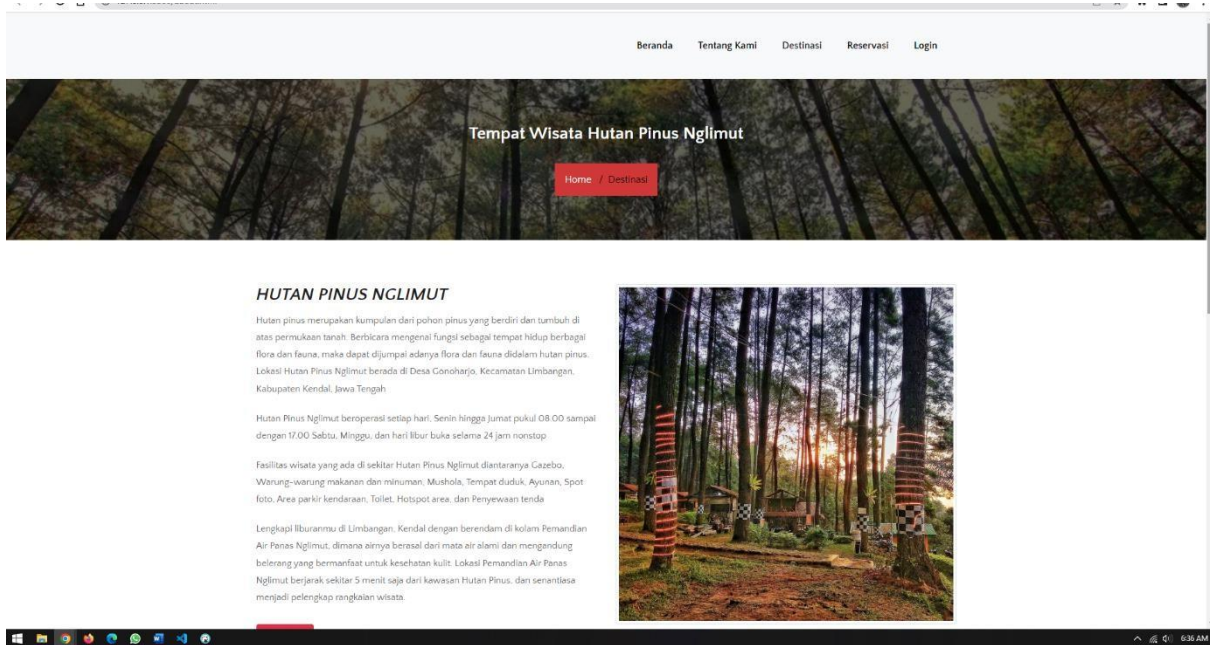 Beranda Tentang Kami Destinasi Reservasi Login
Tempat Wisata Hutan Pinus Nglimut
Home / Destinasi
HUTAN PINUS NGLIMUT
Hutan pinus merupakan kumpulan dari pohon pinus yang berdiri dan tumbuh di
atas permukaan tanah. Berbicara mengenai fungsi sebagai tempat hidup berbagai
flora dan fauna, maka dapat dijumpai adanya flora dan fauna didalam hutan pinus.
Lokasi Hutan Pinus Nglimut berada di Desa Gonoharjo, Kecamatan Limbangan,
Kabupaten Kendal, Jawa Tengah
Hutan Pinus Nglimut beroperasi setiap hari, Senin hingga Jumat pukul 08.00 sampai
dengan 17.00 Sabtu, Minggu, dan hari libur buka selama 24 jam nonstop
Fasilitas wisata yang ada di sekitar Hutan Pinus Nglimut diantaranya Gazebo,
Warung-warung makanan dan minuman, Mushola, Tempat duduk, Ayunan, Spot
foto, Area parkir kendaraan, Toilet, Hotspot area, dan Penyewaan tenda
Lengkapi liburanmu di Limbangan, Kendal dengan berendam di kolam Pemandian
Air Panas Nglimut, dimana airnya berasal dari mata air alami dan mengandung
belerang yang bermanfaat untuk kesehatan kulit. Lokasi Pemandian Air Panas
Nglimut berjarak sekitar 5 menit saja dari kawasan Hutan Pinus, dan senantiasa
menjadi pelengkap rangkaian wisata.
6:36 AM